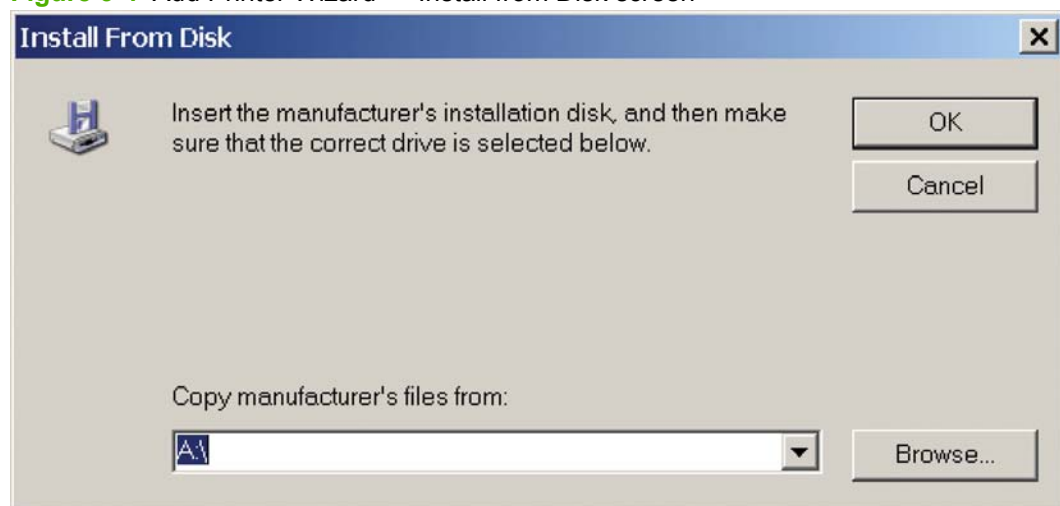 Install From Disk
Insert the manufacturer's installation disk, and then make
sure that the correct drive is selected below.
OK
Cancel
Copy manufacturer's files from:
A:\
Browse...